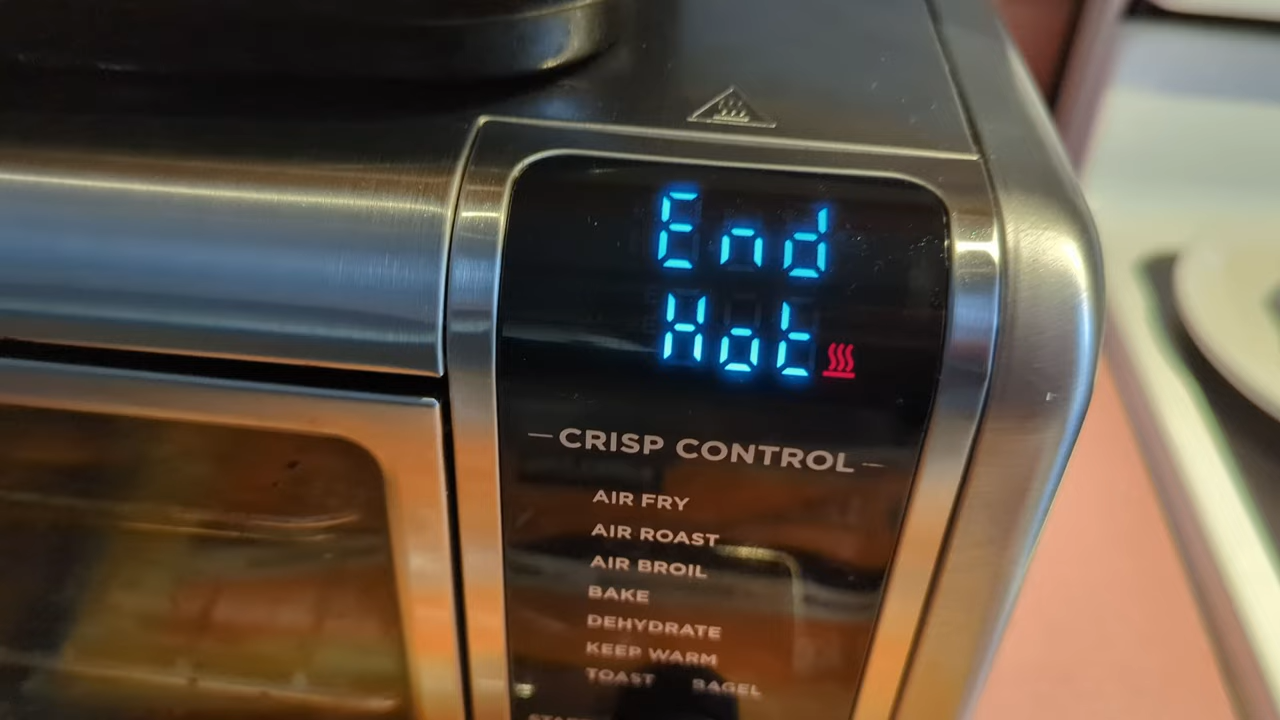 End
Hot
CRISP CONTROL
AIR FRY
AIR ROAST
AIR BROIL
BAKE
DEHYDRATE
KEEP WARM
TOAST BAGEL